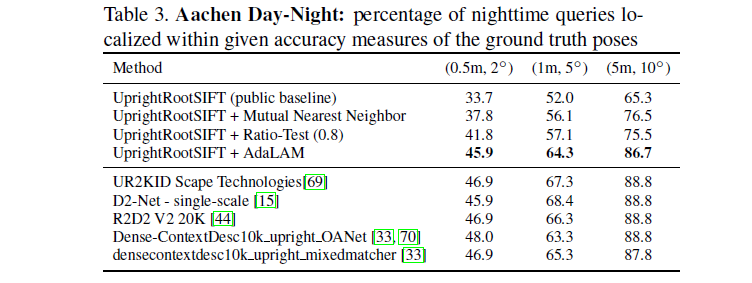 Table 3. Aachen Day-Night: percentage of nighttime queries lo-
calized within given accuracy measures of the ground truth poses
Method (0.5m, 2°) (1m, 5°) (5m, 10°)
UprightRootSIFT (public baseline) 33.7 52.0 65.3
UprightRootSIFT + Mutual Nearest Neighbor 37.8 56.1 76.5
UprightRootSIFT + Ratio-Test (0.8) 41.8 57.1 75.5
UprightRootSIFT + AdaLAM 45.9 64.3 86.7
UR2KID Scape Technologies[69] 46.9 67.3 88.8
D2-Net - single-scale [15] 45.9 68.4 88.8
R2D2 V2 20K [44] 46.9 66.3 88.8
Dense-ContextDesc10k_upright_OANet [33, 70] 48.0 63.3 88.8
densecontextdesc10k_upright_mixedmatcher [33] 46.9 65.3 87.8